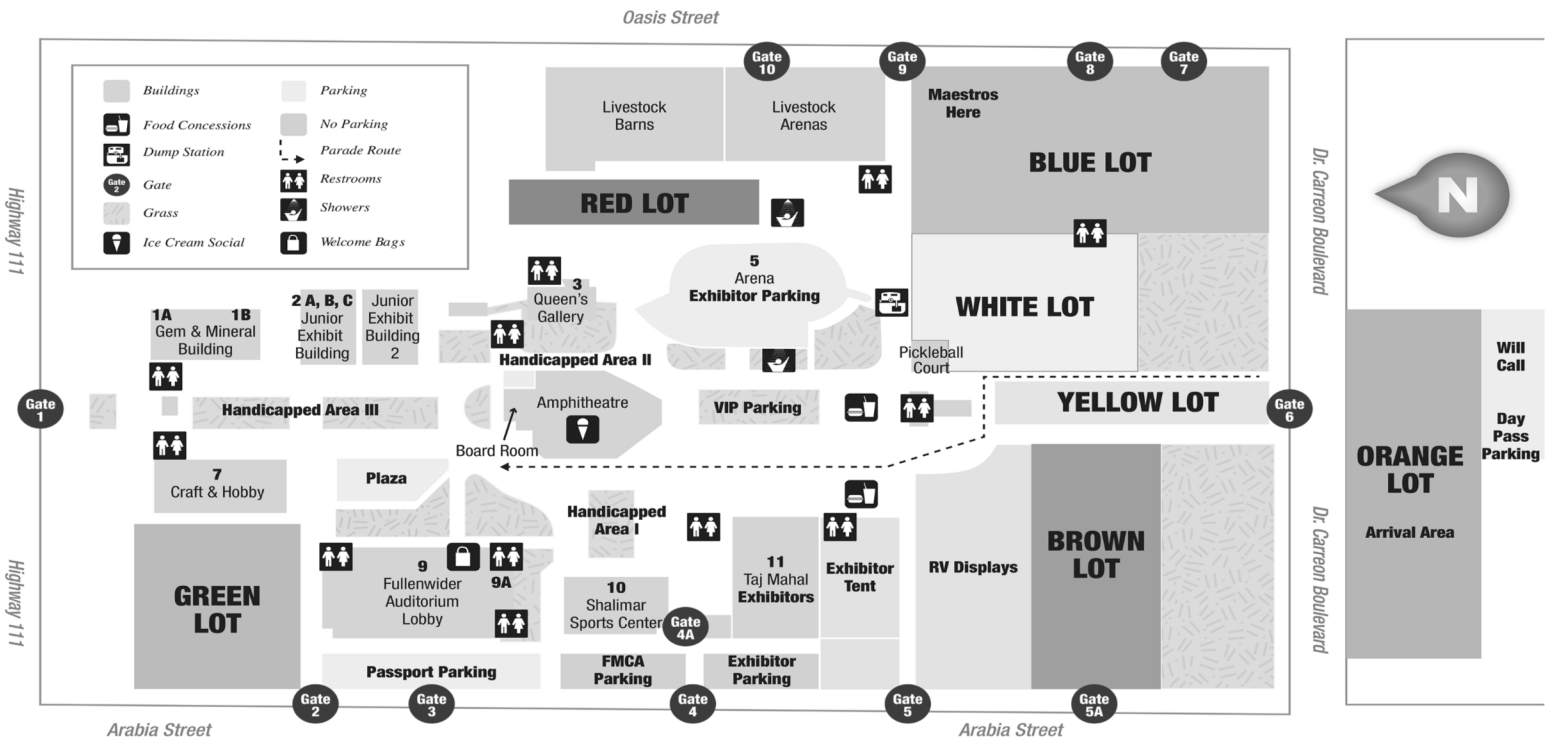 Oasis Street
Gate
10
Gate
9
Gate
8
Gate
7
Buildings
Parking
Food Concessions
No Parking
Dump Station
Parade Route
Gate
2
Gate
Restrooms
Grass
Showers
Ice Cream Social
Welcome Bags
Livestock
Barns
Livestock
Arenas
Maestros
Here
BLUE LOT
RED LOT
Highway 111
Dr. Carreon Boulevard
N
5
Arena
Exhibitor Parking
3
Queen's
Gallery
WHITE LOT
1A
1B
Gem & Mineral
Building
2 A, B, C
Junior
Exhibit
Building
Junior
Exhibit
Building
2
Handicapped Area II
Pickleball
Court
Will
Call
Gate
1
Handicapped Area III
Amphitheatre
VIP Parking
YELLOW LOT
Gate
6
Day
Pass
Parking
Board Room
ORANGE
LOT
Arrival Area
7
Craft & Hobby
Plaza
Handicapped
Area I
Highway 111
GREEN
LOT
9
Fullenwider
Auditorium
Lobby
9A
10
Shalimar
Sports Center
Gate
4A
11
Taj Mahal
Exhibitors
Exhibitor
Tent
RV Displays
BROWN
LOT
Dr. Carreon Boulevard
Passport Parking
FMCA
Parking
Exhibitor
Parking
Gate
2
Gate
3
Gate
4
Gate
5
Gate
5A
Arabia Street
Arabia Street